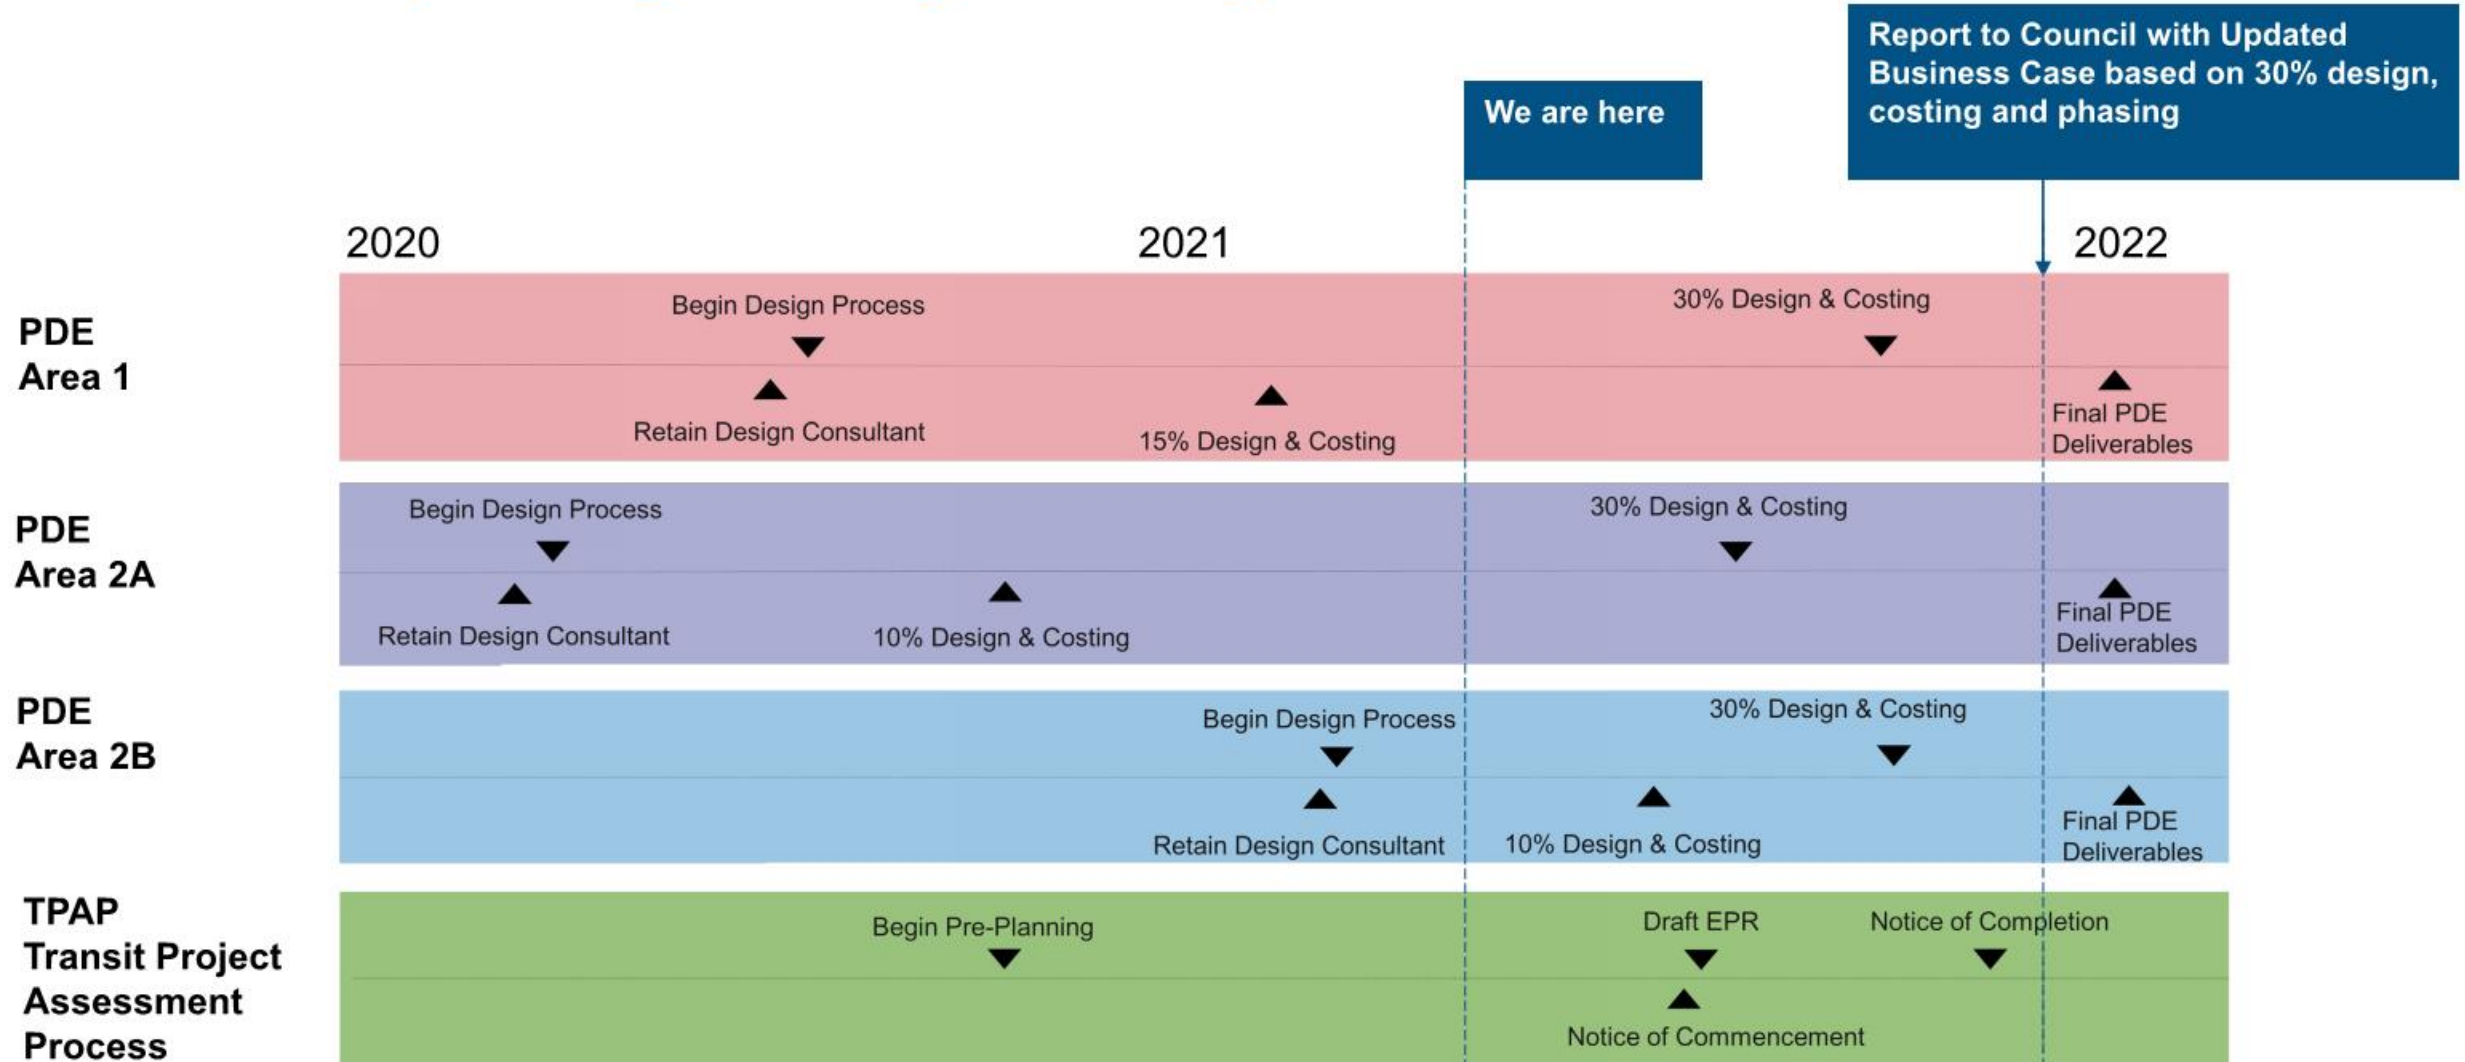 Report to Council with Updated
Business Case based on 30% design,
costing and phasing
We are here
2020
2021
2022
PDE
Area 1
Begin Design Process
30% Design & Costing
Retain Design Consultant
15% Design & Costing
Final PDE
Deliverables
PDE
Area 2A
Begin Design Process
30% Design & Costing
Retain Design Consultant
10% Design & Costing
Final PDE
Deliverables
PDE
Area 2B
Begin Design Process
30% Design & Costing
Retain Design Consultant
10% Design & Costing
Final PDE
Deliverables
TPAP
Transit Project
Assessment
Process
Begin Pre-Planning
Draft EPR
Notice of Completion
Notice of Commencement